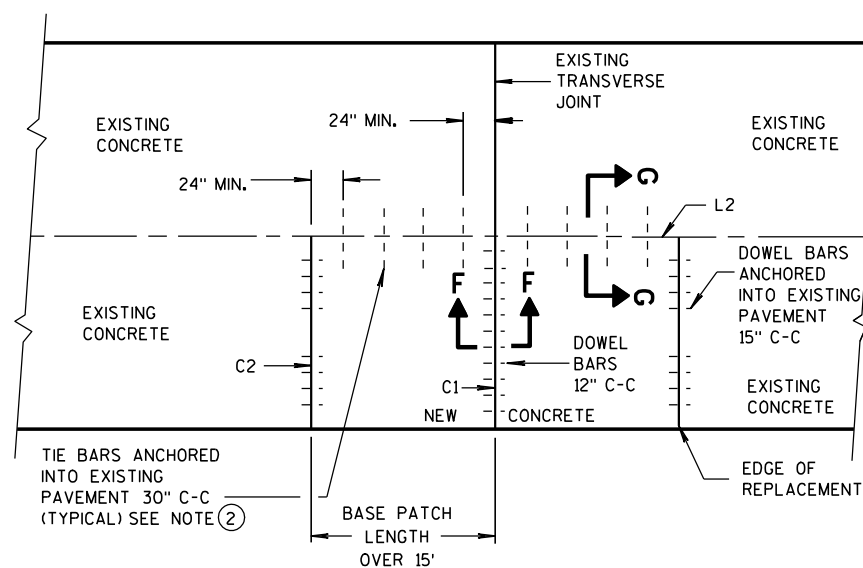 EXISTING
TRANSVERSE
JOINT
EXISTING
CONCRETE
24" MIN.
EXISTING
CONCRETE
24" MIN.
G
L2
DOWEL BARS
ANCHORED
INTO EXISTING
PAVEMENT
15" C-C
EXISTING
CONCRETE
F
F
G
DOWEL
BARS
12" C-C
C2
C1
EXISTING
CONCRETE
NEW
CONCRETE
TIE BARS ANCHORED
INTO EXISTING
PAVEMENT 30" C-C
(TYPICAL) SEE NOTE 2
BASE PATCH
LENGTH
OVER 15'
EDGE OF
REPLACEMENT